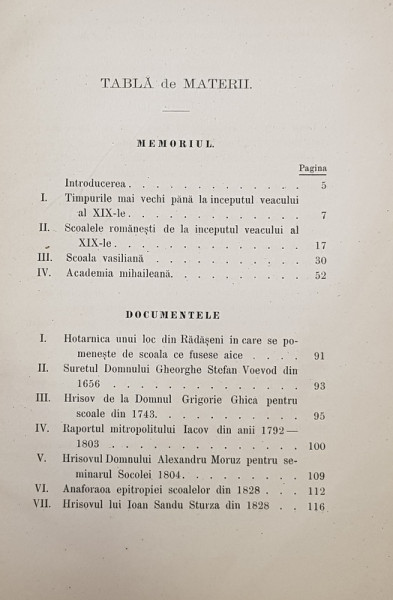 TABLĂ de MATERII.
MEMORIUL.
Pagina
Introducerea . . . . . . . . . . . . 5
I. Timpurile mai vechi până la inceputul veacului
al XIX-le . . . . . . . . . . . . 7
II. Scoalele românești de la inceputul veacului al
XIX-le . . . . . . . . . . . . . 17
III. Scoala vasiliană . . . . . . . . . . 30
IV. Academia mihaileană. . . . . . . . . 52
DOCUMENTELE
I. Hotarnica unui loc din Rădășeni in care se po-
menește de scoala ce fusese aice . . . . 91
II. Suretul Domnului Gheorghe Stefan Voevod din
1656 . . . . . . . . . . . . . 93
III. Hrisov de la Domnul Grigorie Ghica pentru
scoale din 1743. . . . . . . . . . 95
IV. Raportul mitropolitului Iacov din anii 1792—
1803 . . . . . . . . . . . . . 100
V. Hrisovul Domnului Alexandru Moruz pentru se-
minarul Socolei 1804. . . . . . . . 109
VI. Anaforaoa epitropiei scoalelor din 1828 . . . 112
VII. Hrisovul lui Ioan Sandu Sturza din 1828 . . 116